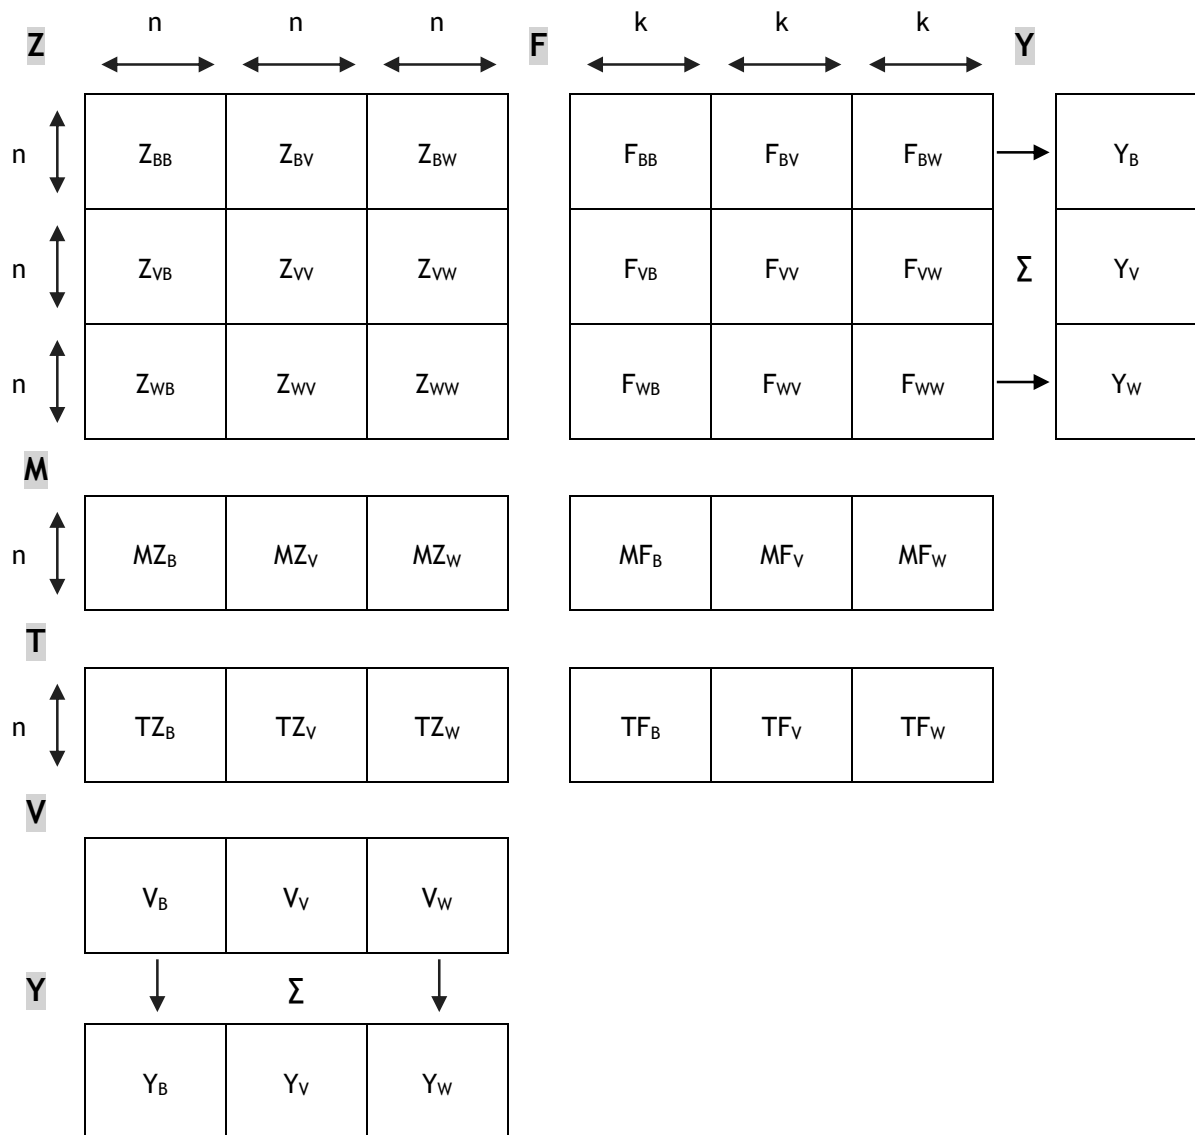 n n n k k k
Z F Y
n Z_BB Z_BV Z_BW F_BB F_BV F_BW Y_B
n Z_VB Z_VV Z_VW F_VB F_VV F_VW Σ Y_V
n Z_WB Z_WV Z_WW F_WB F_WV F_WW Y_W
M
n MZ_B MZ_V MZ_W MF_B MF_V MF_W
T
n TZ_B TZ_V TZ_W TF_B TF_V TF_W
V
V_B V_V V_W
Y Σ
Y_B Y_V Y_W